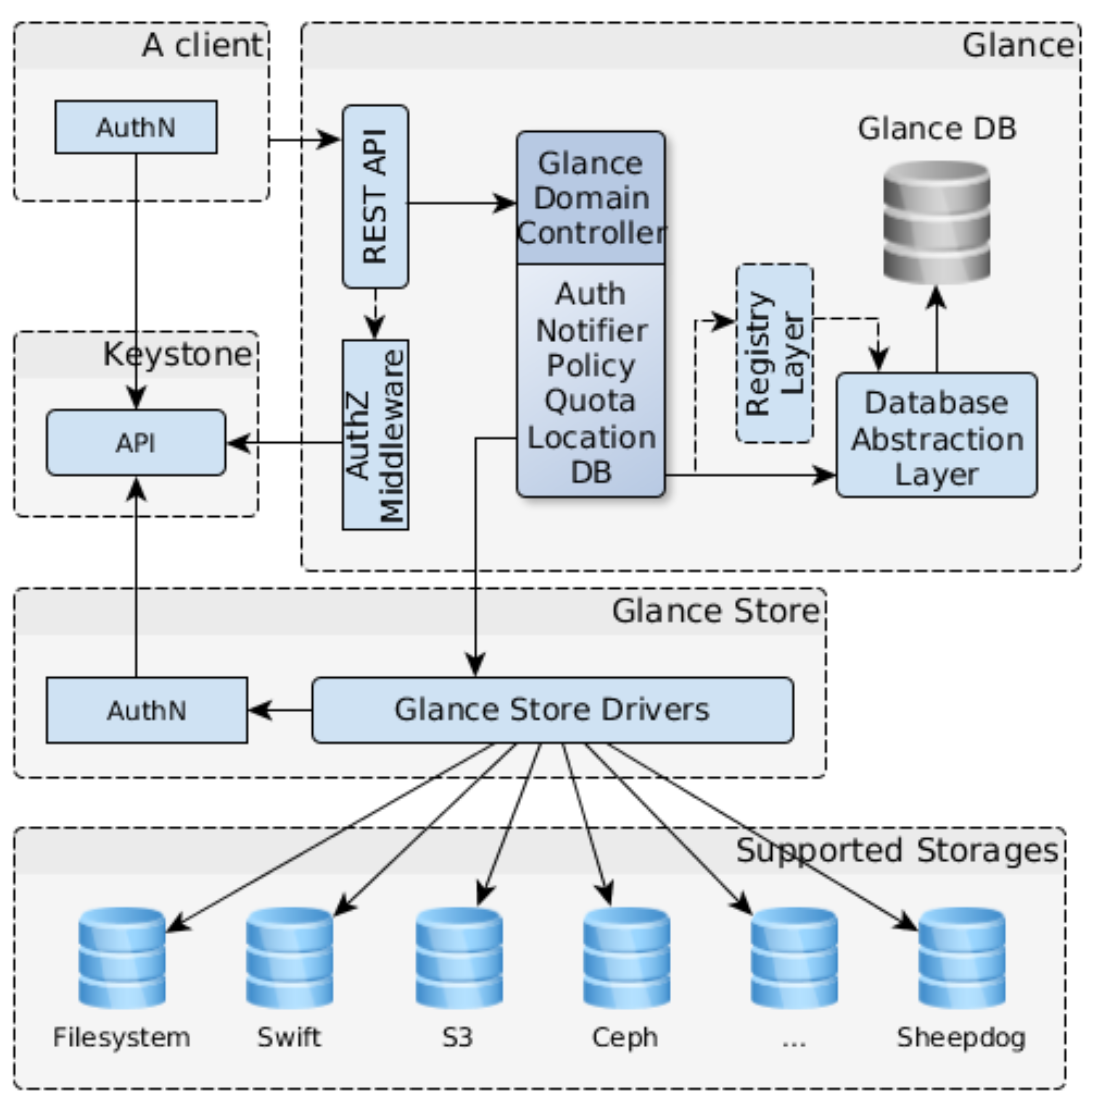 A client
AuthN
Glance
REST API
Glance
Domain
Controller
Auth
Notifier
Policy
Quota
Location
DB
Glance DB
Registry
Layer
Database
Abstraction
Layer
AuthZ
Middleware
Keystone
API
Glance Store
AuthN
Glance Store Drivers
Supported Storages
Filesystem
Swift
S3
Ceph
...
Sheepdog